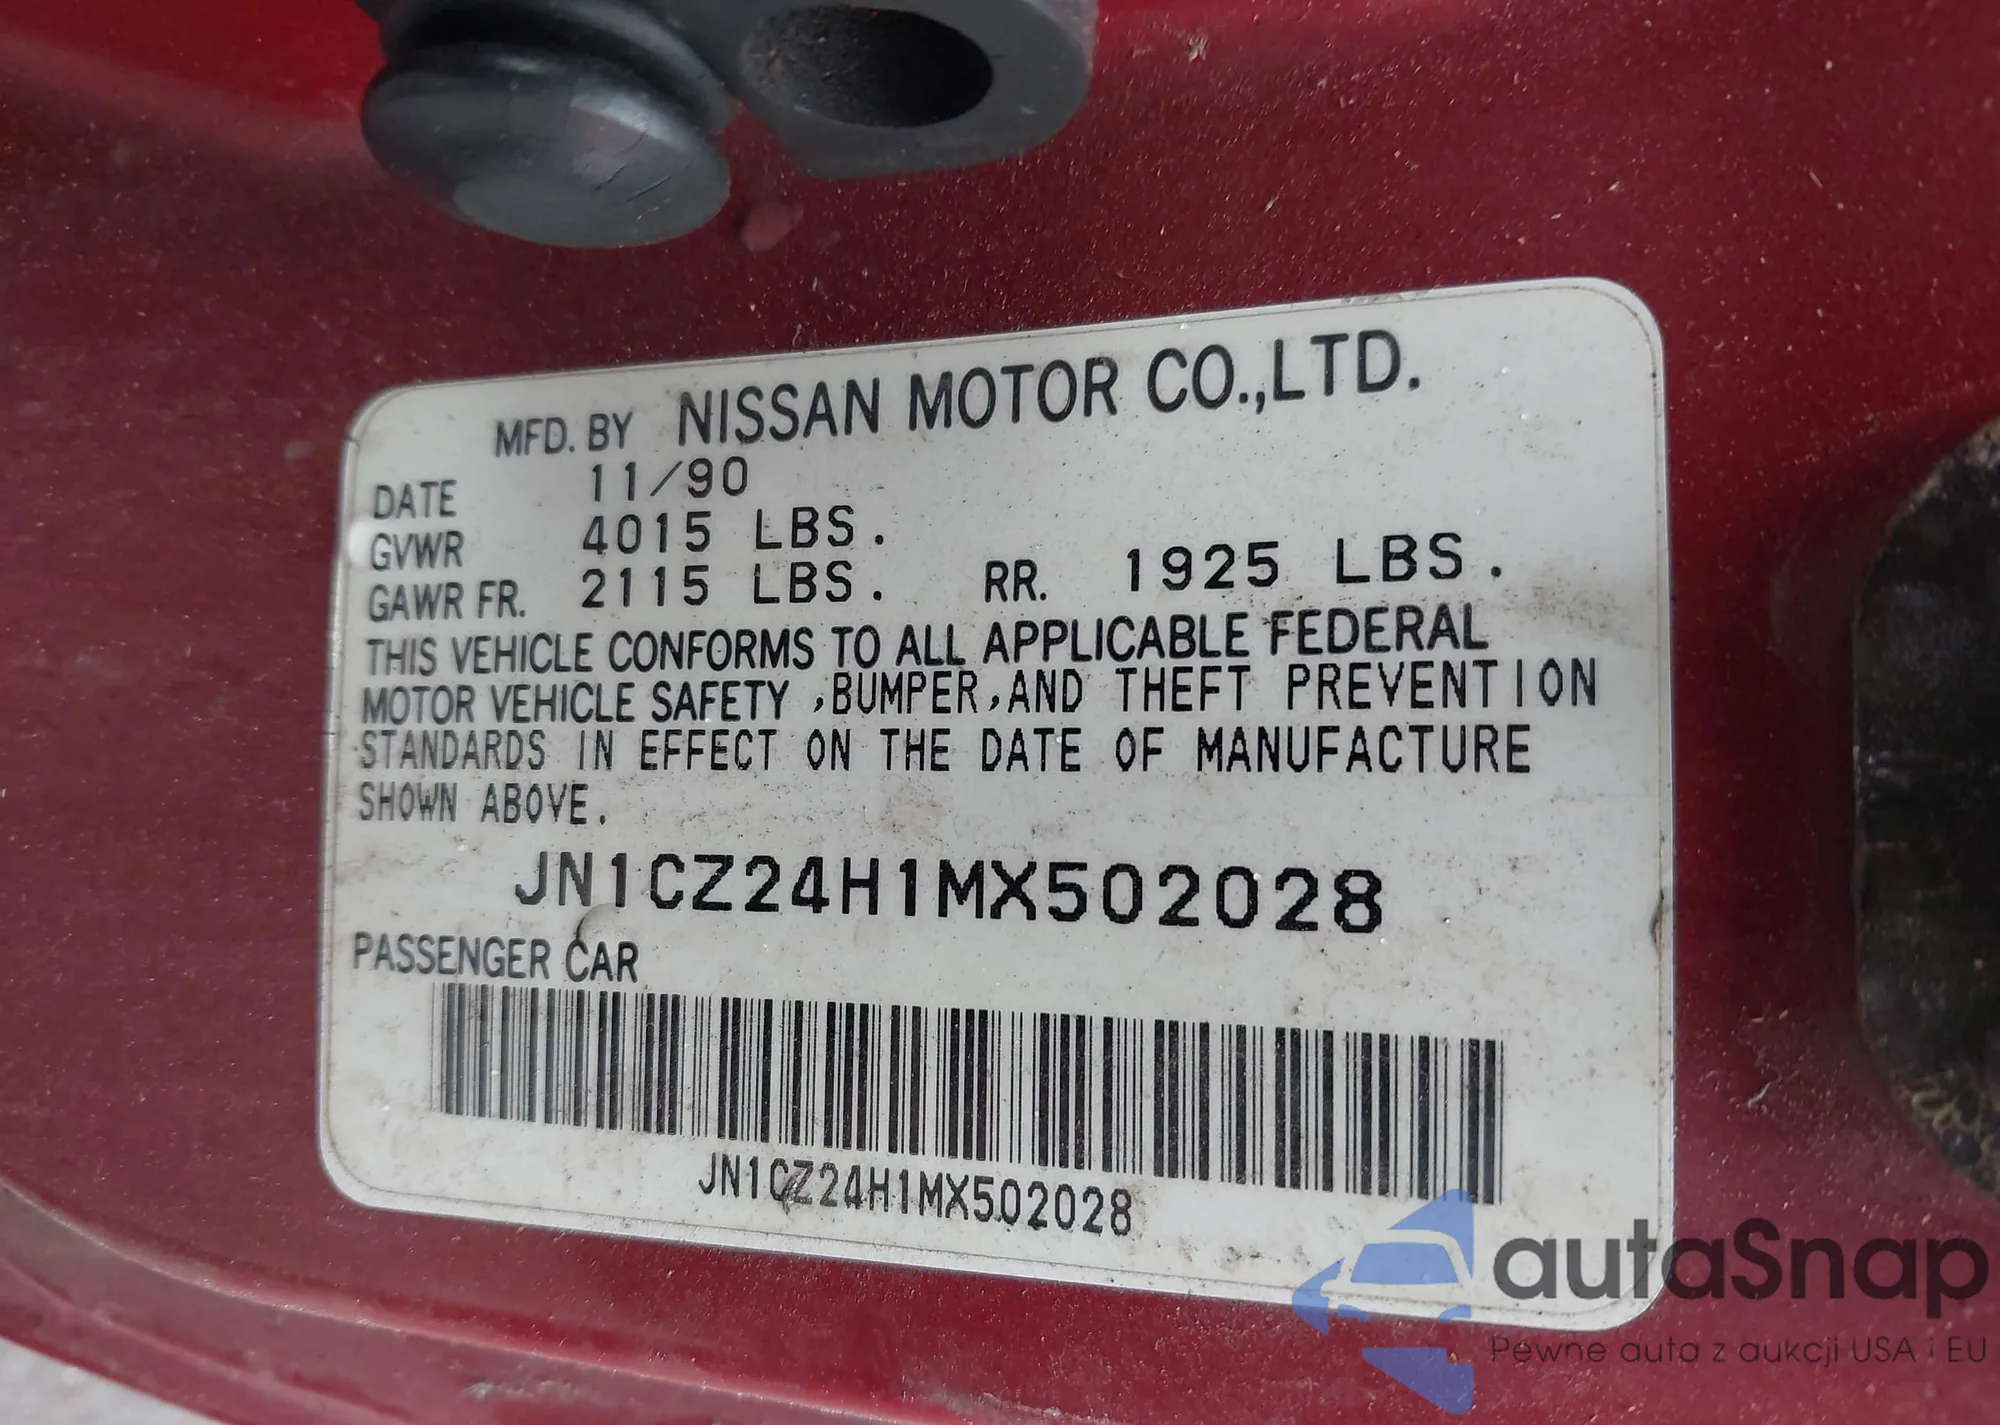 MFD. BY NISSAN MOTOR CO.,LTD.
DATE 11/90
GVWR 4015 LBS.
GAWR FR. 2115 LBS. RR. 1925 LBS.
THIS VEHICLE CONFORMS TO ALL APPLICABLE FEDERAL
MOTOR VEHICLE SAFETY ,BUMPER,AND THEFT PREVENTION
STANDARDS IN EFFECT ON THE DATE OF MANUFACTURE
SHOWN ABOVE.
JN1CZ24H1MX502028
PASSENGER CAR
JN1CZ24H1MX502028
autaSnap
Pewne auta z aukcji USA i EU